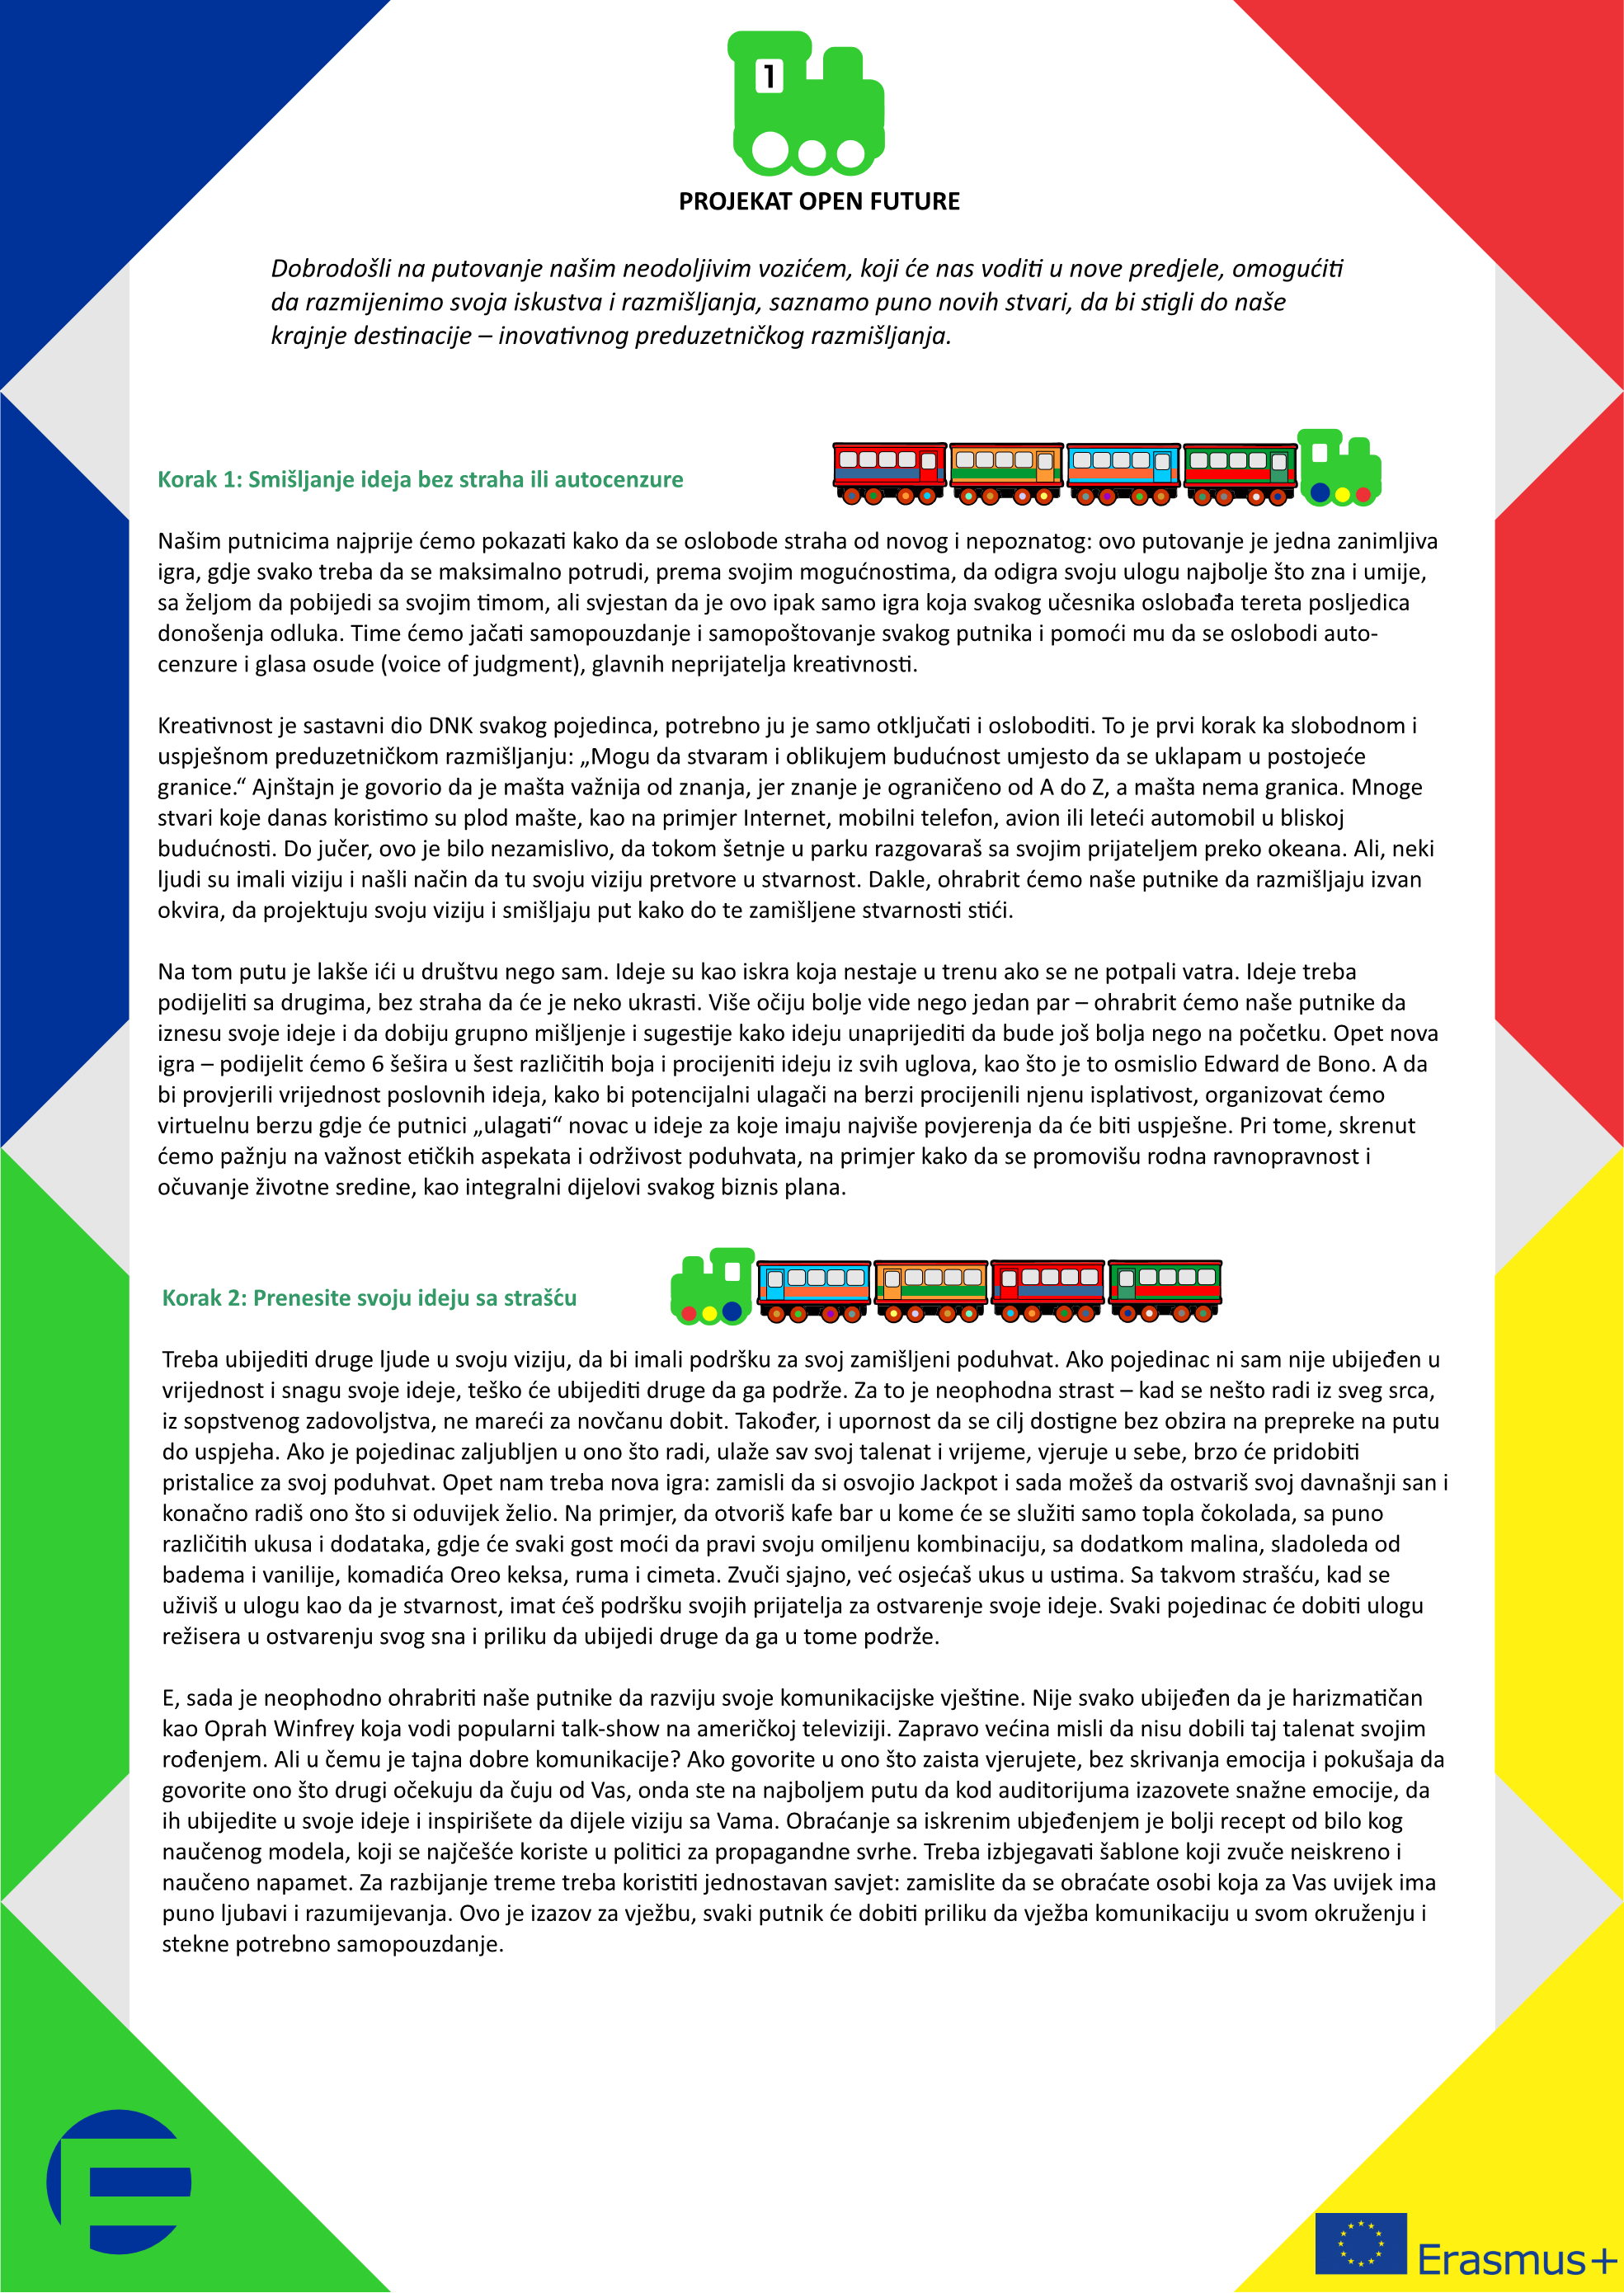 1
PROJEKAT OPEN FUTURE
Dobrodošli na putovanje našim neodoljivim vozićem, koji će nas voditi u nove predjele, omogućiti
da razmijenimo svoja iskustva i razmišljanja, saznamo puno novih stvari, da bi stigli do naše
krajnje destinacije – inovativnog preduzetničkog razmišljanja.
Korak 1: Smišljanje ideja bez straha ili autocenzure
Našim putnicima najprije ćemo pokazati kako da se oslobode straha od novog i nepoznatog: ovo putovanje je jedna zanimljiva
igra, gdje svako treba da se maksimalno potrudi, prema svojim mogućnostima, da odigra svoju ulogu najbolje što zna i umije,
sa željom da pobijedi sa svojim timom, ali svjestan da je ovo ipak samo igra koja svakog učesnika oslobađa tereta posljedica
donošenja odluka. Time ćemo jačati samopouzdanje i samopoštovanje svakog putnika i pomoći mu da se oslobodi auto-
cenzure i glasa osude (voice of judgment), glavnih neprijatelja kreativnosti.
Kreativnost je sastavni dio DNK svakog pojedinca, potrebno ju je samo otključati i osloboditi. To je prvi korak ka slobodnom i
uspješnom preduzetničkom razmišljanju: „Mogu da stvaram i oblikujem budućnost umjesto da se uklapam u postojeće
granice.“ Ajnštajn je govorio da je mašta važnija od znanja, jer znanje je ograničeno od A do Z, a mašta nema granica. Mnoge
stvari koje danas koristimo su plod mašte, kao na primjer Internet, mobilni telefon, avion ili leteći automobil u bliskoj
budućnosti. Do jučer, ovo je bilo nezamislivo, da tokom šetnje u parku razgovaraš sa svojim prijateljem preko okeana. Ali, neki
ljudi su imali viziju i našli način da tu svoju viziju pretvore u stvarnost. Dakle, ohrabrit ćemo naše putnike da razmišljaju izvan
okvira, da projektuju svoju viziju i smišljaju put kako do te zamišljene stvarnosti stići.
Na tom putu je lakše ići u društvu nego sam. Ideje su kao iskra koja nestaje u trenu ako se ne potpali vatra. Ideje treba
podijeliti sa drugima, bez straha da će je neko ukrasti. Više očiju bolje vide nego jedan par – ohrabrit ćemo naše putnike da
iznesu svoje ideje i da dobiju grupno mišljenje i sugestije kako ideju unaprijediti da bude još bolja nego na početku. Opet nova
igra – podijelit ćemo 6 šešira u šest različitih boja i procijeniti ideju iz svih uglova, kao što je to osmislio Edward de Bono. A da
bi provjerili vrijednost poslovnih ideja, kako bi potencijalni ulagači na berzi procijenili njenu isplativost, organizovat ćemo
virtuelnu berzu gdje će putnici „ulagati“ novac u ideje za koje imaju najviše povjerenja da će biti uspješne. Pri tome, skrenut
ćemo pažnju na važnost etičkih aspekata i održivost poduhvata, na primjer kako da se promovišu rodna ravnopravnost i
očuvanje životne sredine, kao integralni dijelovi svakog biznis plana.
Korak 2: Prenesite svoju ideju sa strašću
Treba ubijediti druge ljude u svoju viziju, da bi imali podršku za svoj zamišljeni poduhvat. Ako pojedinac ni sam nije ubijeđen u
vrijednost i snagu svoje ideje, teško će ubijediti druge da ga podrže. Za to je neophodna strast – kad se nešto radi iz sveg srca,
iz sopstvenog zadovoljstva, ne mareći za novčanu dobit. Također, i upornost da se cilj dostigne bez obzira na prepreke na putu
do uspjeha. Ako je pojedinac zaljubljen u ono što radi, ulaže sav svoj talenat i vrijeme, vjeruje u sebe, brzo će pridobiti
pristalice za svoj poduhvat. Opet nam treba nova igra: zamisli da si osvojio Jackpot i sada možeš da ostvariš svoj davnašnji san i
konačno radiš ono što si oduvijek želio. Na primjer, da otvoriš kafe bar u kome će se služiti samo topla čokolada, sa puno
različitih ukusa i dodataka, gdje će svaki gost moći da pravi svoju omiljenu kombinaciju, sa dodatkom malina, sladoleda od
badema i vanilije, komadića Oreo keksa, ruma i cimeta. Zvuči sjajno, već osjećaš ukus u ustima. Sa takvom strašću, kad se
uživiš u ulogu kao da je stvarnost, imat ćeš podršku svojih prijatelja za ostvarenje svoje ideje. Svaki pojedinac će dobiti ulogu
režisera u ostvarenju svog sna i priliku da ubijedi druge da ga u tome podrže.
E, sada je neophodno ohrabriti naše putnike da razviju svoje komunikacijske vještine. Nije svako ubijeđen da je harizmatičan
kao Oprah Winfrey koja vodi popularni talk-show na američkoj televiziji. Zapravo većina misli da nisu dobili taj talenat svojim
rođenjem. Ali u čemu je tajna dobre komunikacije? Ako govorite u ono što zaista vjerujete, bez skrivanja emocija i pokušaja da
govorite ono što drugi očekuju da čuju od Vas, onda ste na najboljem putu da kod auditorijuma izazovete snažne emocije, da
ih ubijedite u svoje ideje i inspirišete da dijele viziju sa Vama. Obraćanje sa iskrenim ubjeđenjem je bolji recept od bilo kog
naučenog modela, koji se najčešće koriste u politici za propagandne svrhe. Treba izbjegavati šablone koji zvuče neiskreno i
naučeno napamet. Za razbijanje treme treba koristiti jednostavan savjet: zamislite da se obraćate osobi koja za Vas uvijek ima
puno ljubavi i razumijevanja. Ovo je izazov za vježbu, svaki putnik će dobiti priliku da vježba komunikaciju u svom okruženju i
stekne potrebno samopouzdanje.
Erasmus+